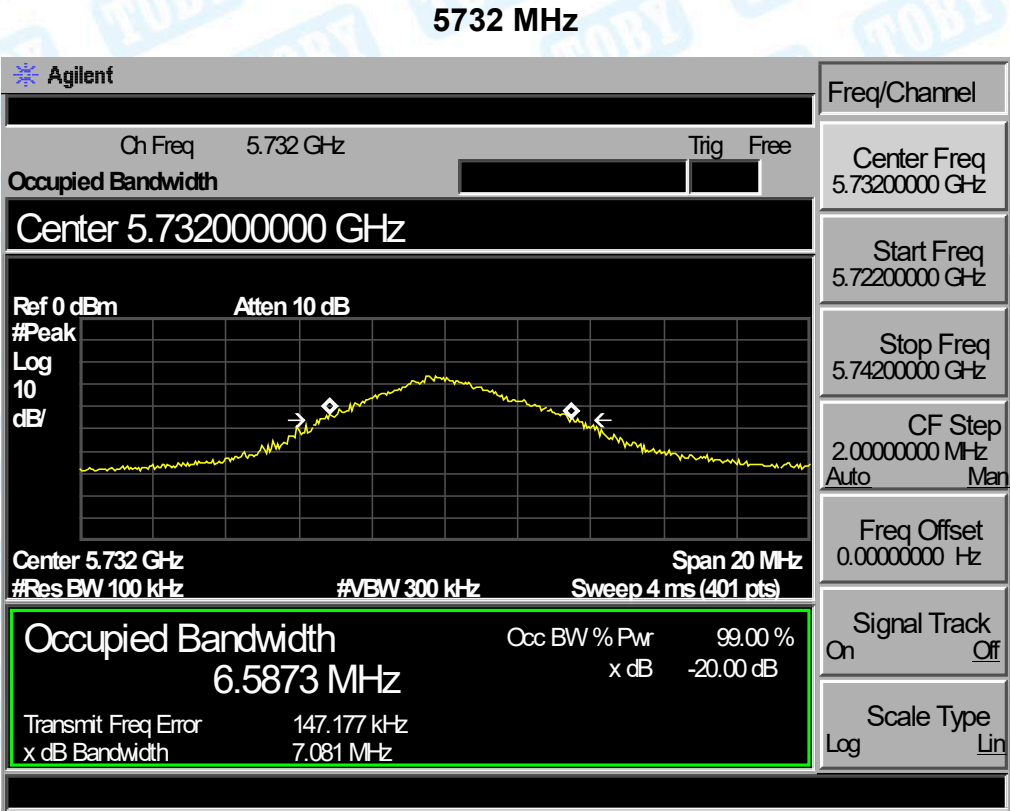 5732 MHz
TOBY TOBY TOBY TOBY
Agilent
Freq/Channel
Ch Freq 5.732 GHz Trig Free
Occupied Bandwidth
Center 5.732000000 GHz
Ref 0 dBm Atten 10 dB
#Peak
Log
10
dB/
Center 5.732 GHz Span 20 MHz
#Res BW 100 kHz #VBW 300 kHz Sweep 4 ms (401 pts)
Occupied Bandwidth
6.5873 MHz
Occ BW % Pwr 99.00 %
x dB -20.00 dB
Transmit Freq Error 147.177 kHz
x dB Bandwidth 7.081 MHz
Center Freq
5.73200000 GHz
Start Freq
5.72200000 GHz
Stop Freq
5.74200000 GHz
CF Step
2.00000000 MHz
Auto Man
Freq Offset
0.00000000 Hz
Signal Track
On Off
Scale Type
Log Lin